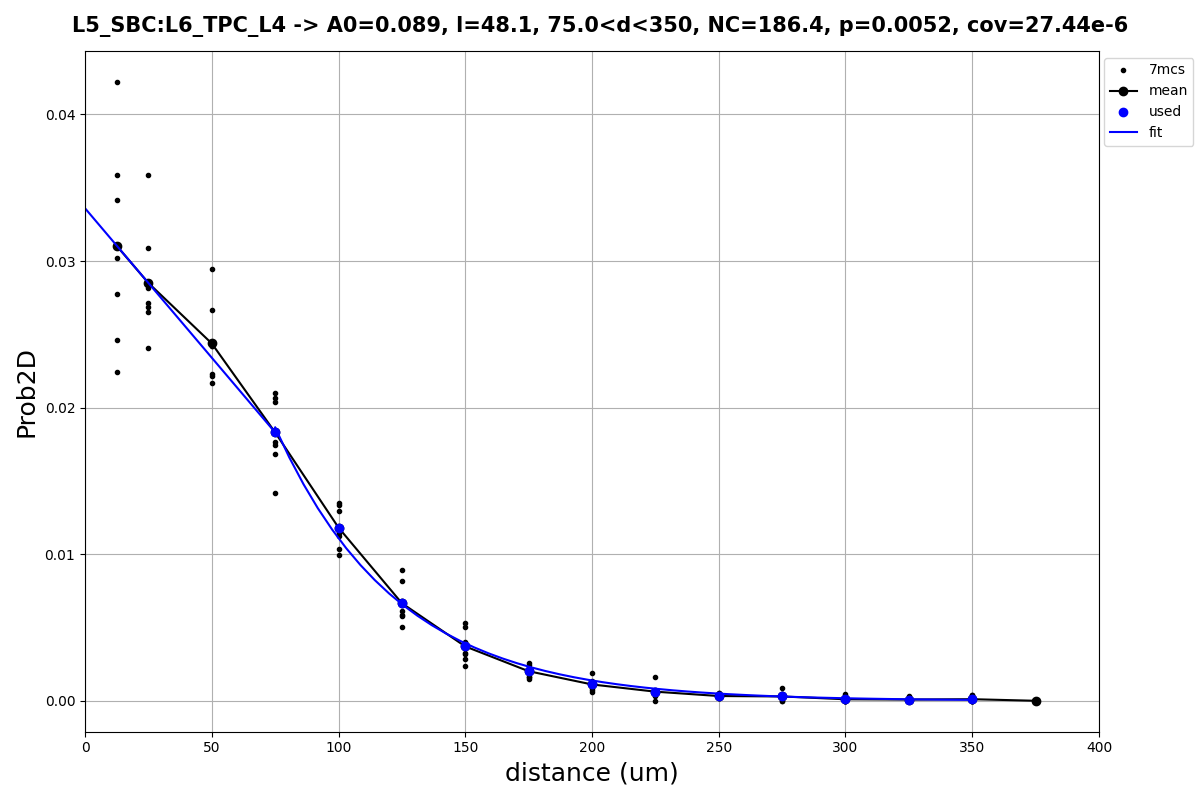 L5_SBC:L6_TPC_L4 -> A0=0.089, l=48.1, 75.0<d<350, NC=186.4, p=0.0052, cov=27.44e-6
7mcs
mean
used
fit
0.04
0.03
0.02
0.01
0.00
Prob2D
0 50 100 150 200 250 300 350 400
distance (um)